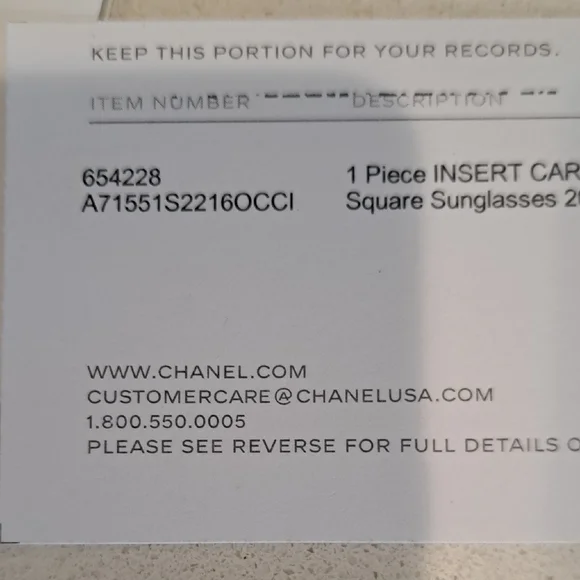 KEEP THIS PORTION FOR YOUR RECORDS.
ITEM NUMBER DESCRIPTION
654228 1 Piece INSERT CAR
A71551S2216OCCI Square Sunglasses
WWW.CHANEL.COM
CUSTOMERCARE@CHANELUSA.COM
1.800.550.0005
PLEASE SEE REVERSE FOR FULL DETAILS